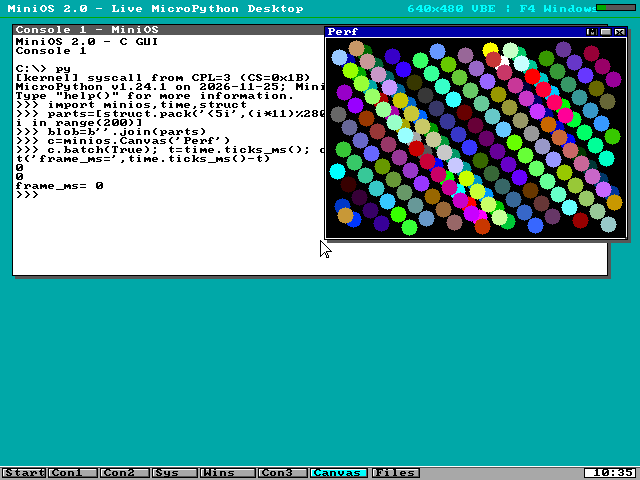 MiniOS 2.0 - Live MicroPython Desktop
640x480 VBE | F4 Windows
Console 1 - MiniOS
MiniOS 2.0 - C GUI
Console 1
C:\> py
[kernel] syscall from CPL=3 (CS=0x1B)
MicroPython v1.24.1 on 2026-11-25; Mini
Type "help()" for more information.
>>> import minios,time,struct
>>> parts=[struct.pack('<5i',(i*11)%280
i in range(200)]
>>> blob=b''.join(parts)
>>> c=minios.Canvas('Perf')
>>> c.batch(True); t=time.ticks_ms(); c
t('frame_ms=',time.ticks_ms()-t)
0
0
frame_ms= 0
>>>
Perf
Start Con1 Con2 Sys Wins Con3 Canvas Files 10:35